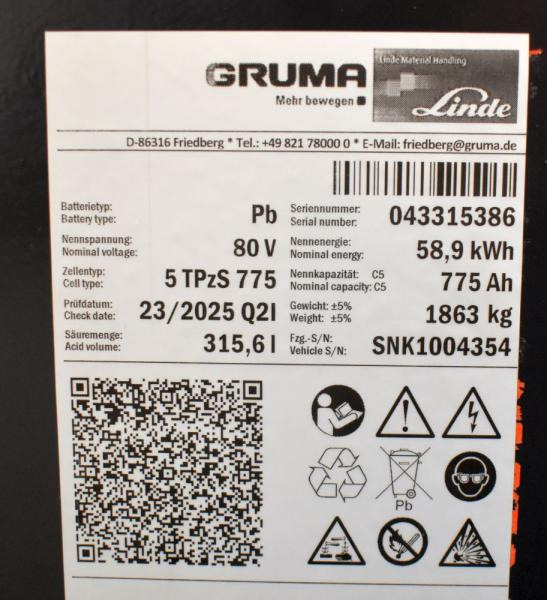 GRUMA
Mehr bewegen
Linde Material Handling
Linde
D-86316 Friedberg * Tel.: +49 821 78000 0 * E-Mail: friedberg@gruma.de
Batterietyp: Pb Seriennummer: 043315386
Battery type: Serial number:
Nennspannung: 80 V Nennenergie: 58,9 kWh
Nominal voltage: Nominal energy:
Zellentyp: 5 TPzS 775 Nennkapazität: C5 775 Ah
Cell type: Nominal capacity: C5
Prüfdatum: 23/2025 Q2I Gewicht: ±5% 1863 kg
Check date: Weight: ±5%
Säuremenge: 315,6 l Fzg.-S/N: SNK1004354
Acid volume: Vehicle S/N:
Pb